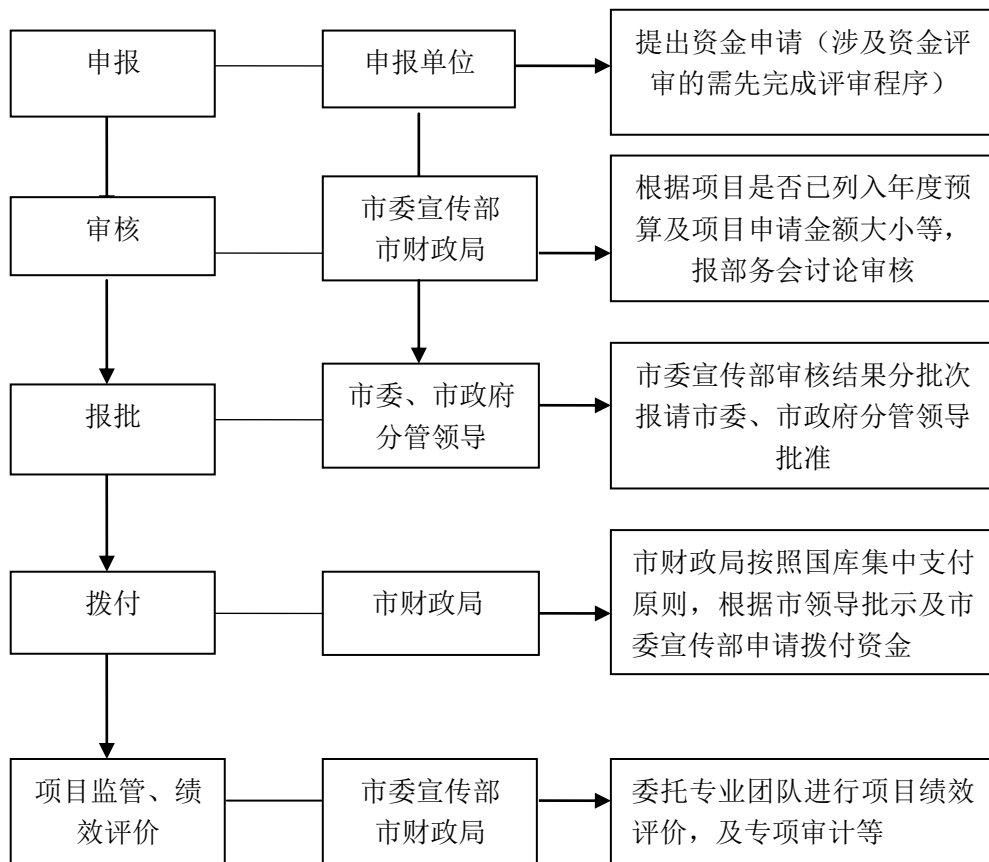 申报
申报单位
提出资金申请（涉及资金评
审的需先完成评审程序）
审核
市委宣传部
市财政局
根据项目是否已列入年度预
算及项目申请金额大小等，
报部务会讨论审核
报批
市委、市政府
分管领导
市委宣传部审核结果分批次
报请市委、市政府分管领导
批准
拨付
市财政局
市财政局按照国库集中支付
原则，根据市领导批示及市
委宣传部申请拨付资金
项目监管、绩
效评价
市委宣传部
市财政局
委托专业团队进行项目绩效
评价，及专项审计等